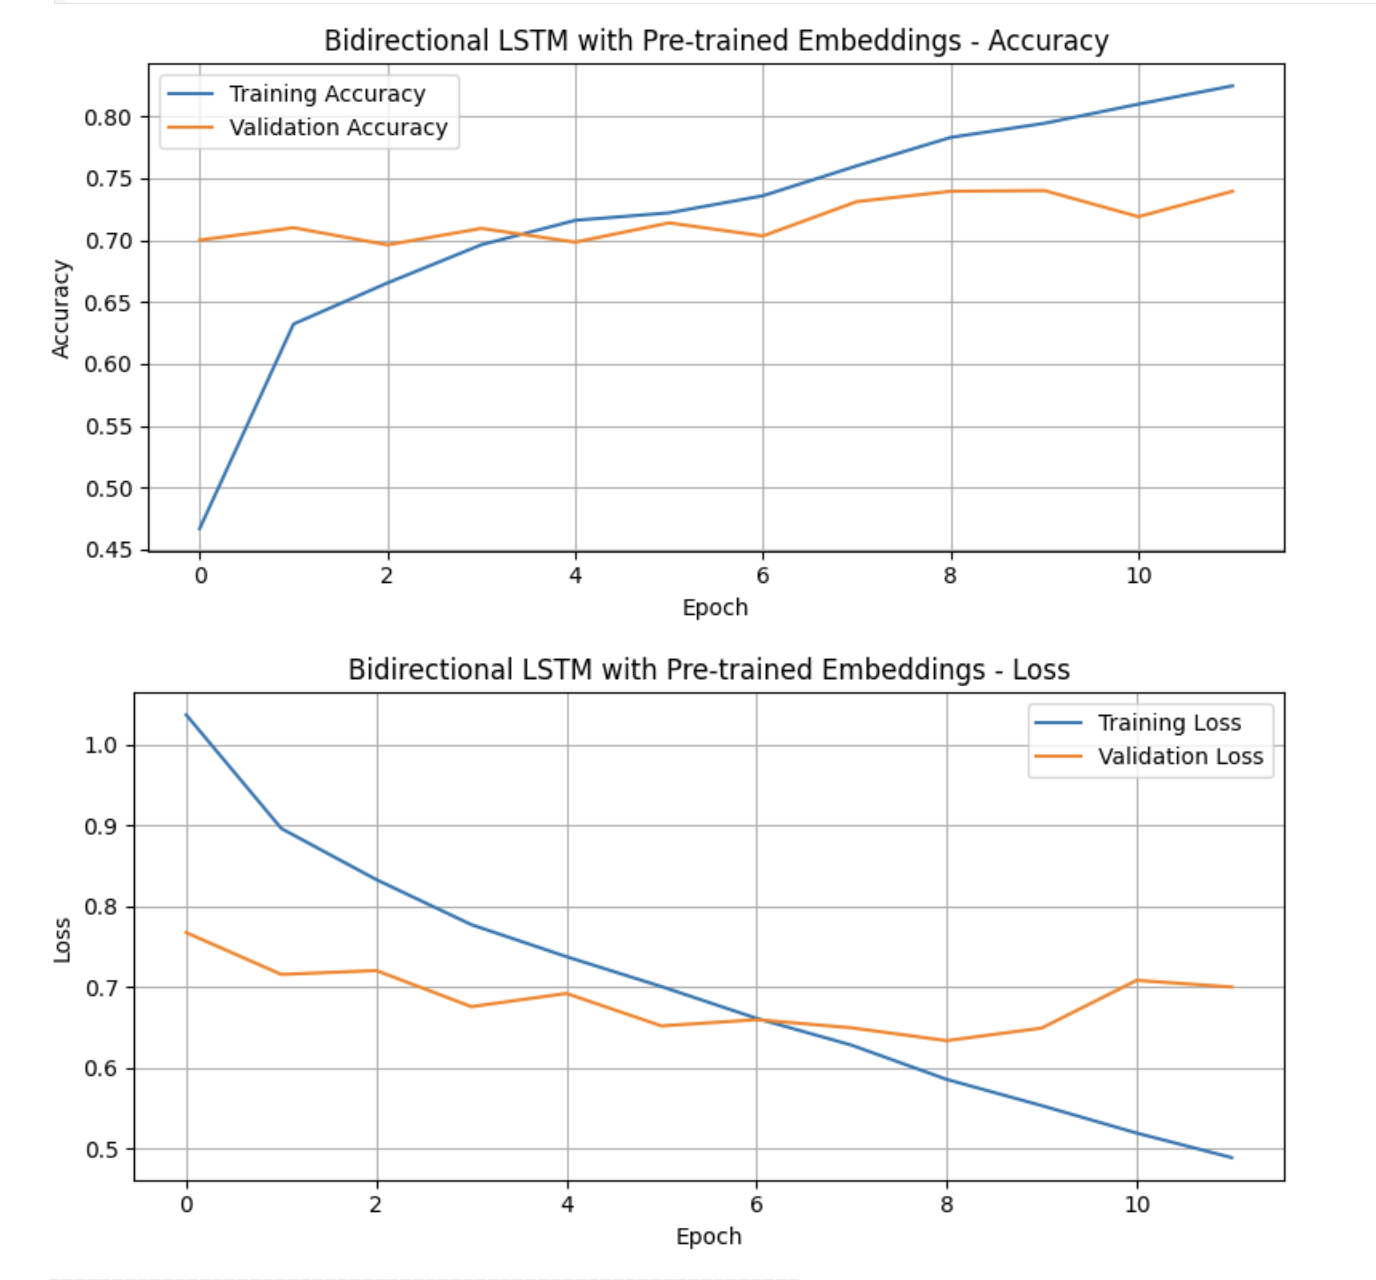 Bidirectional LSTM with Pre-trained Embeddings - Accuracy
Training Accuracy
Validation Accuracy
0.80
0.75
0.70
0.65
0.60
0.55
0.50
0.45
Accuracy
0 2 4 6 8 10
Epoch
Bidirectional LSTM with Pre-trained Embeddings - Loss
Training Loss
Validation Loss
1.0
0.9
0.8
0.7
0.6
0.5
Loss
0 2 4 6 8 10
Epoch